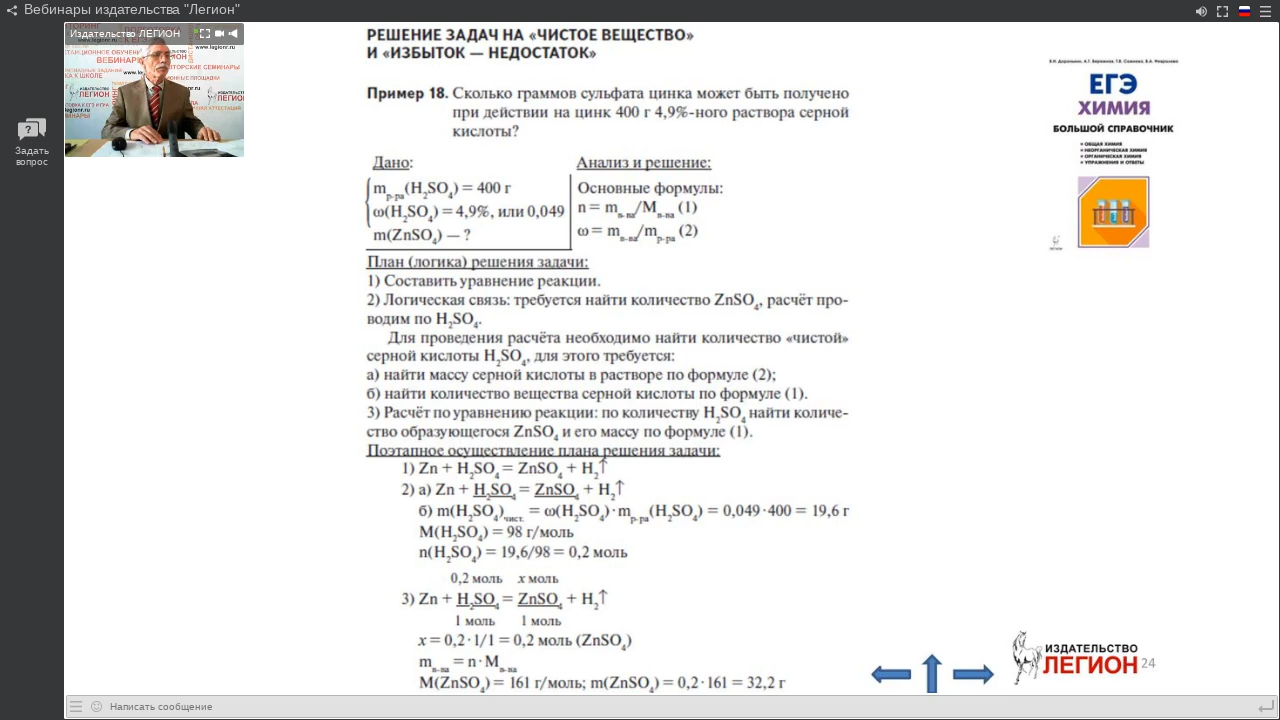 Вебинары издательства "Легион"
Издательство ЛЕГИОН
Задать
вопрос
РЕШЕНИЕ ЗАДАЧ НА «ЧИСТОЕ ВЕЩЕСТВО»
И «ИЗБЫТОК — НЕДОСТАТОК»
Пример 18. Сколько граммов сульфата цинка может быть получено
при действии на цинк 400 г 4,9%-ного раствора серной
кислоты?
Дано:
m р-ра (H2SO4) = 400 г
ω(H2SO4) = 4,9%, или 0,049
m(ZnSO4) — ?
Анализ и решение:
Основные формулы:
n = m в-ва/M в-ва (1)
ω = m в-ва/m р-ра (2)
План (логика) решения задачи:
1) Составить уравнение реакции.
2) Логическая связь: требуется найти количество ZnSO4, расчёт про-
водим по H2SO4.
Для проведения расчёта необходимо найти количество «чистой»
серной кислоты H2SO4, для этого требуется:
а) найти массу серной кислоты в растворе по формуле (2);
б) найти количество вещества серной кислоты по формуле (1).
3) Расчёт по уравнению реакции: по количеству H2SO4 найти количе-
ство образующегося ZnSO4 и его массу по формуле (1).
Поэтапное осуществление плана решения задачи:
1) Zn + H2SO4 = ZnSO4 + H2↑
2) а) Zn + H2SO4 = ZnSO4 + H2↑
б) m(H2SO4)чист. = ω(H2SO4) · m р-ра (H2SO4) = 0,049 · 400 = 19,6 г
M(H2SO4) = 98 г/моль
n(H2SO4) = 19,6/98 = 0,2 моль
0,2 моль x моль
3) Zn + H2SO4 = ZnSO4 + H2↑
1 моль 1 моль
x = 0,2 · 1/1 = 0,2 моль (ZnSO4)
m в-ва = n · M в-ва
M(ZnSO4) = 161 г/моль; m(ZnSO4) = 0,2 · 161 = 32,2 г
ЕГЭ
ХИМИЯ
БОЛЬШОЙ СПРАВОЧНИК
ОБЩАЯ ХИМИЯ
НЕОРГАНИЧЕСКАЯ ХИМИЯ
ОРГАНИЧЕСКАЯ ХИМИЯ
УПРАЖНЕНИЯ И ОТВЕТЫ
ИЗДАТЕЛЬСТВО
ЛЕГИОН 24
Написать сообщение